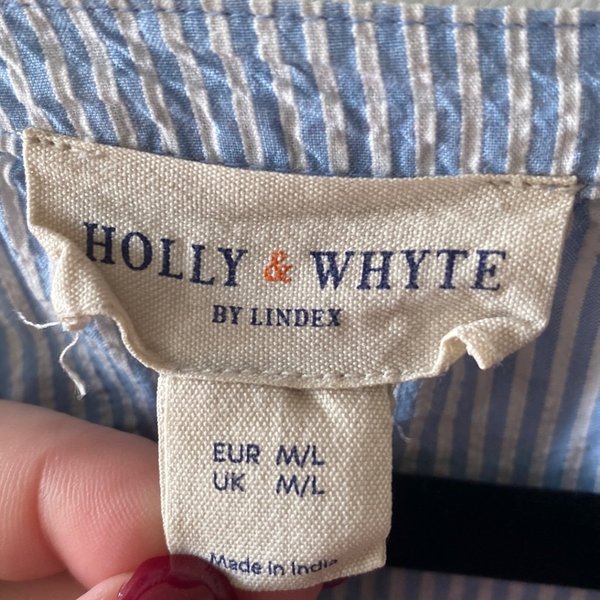 HOLLY & WHYTE
BY LINDEX
EUR M/L
UK M/L
Made in India